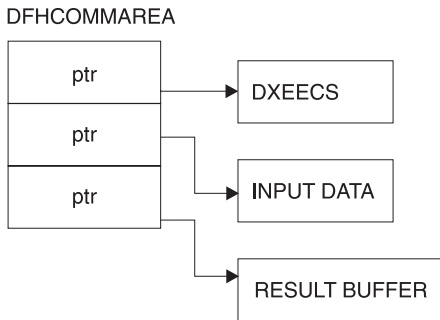 DFHCOMMAREA
ptr
DXEECS
ptr
INPUT DATA
ptr
RESULT BUFFER